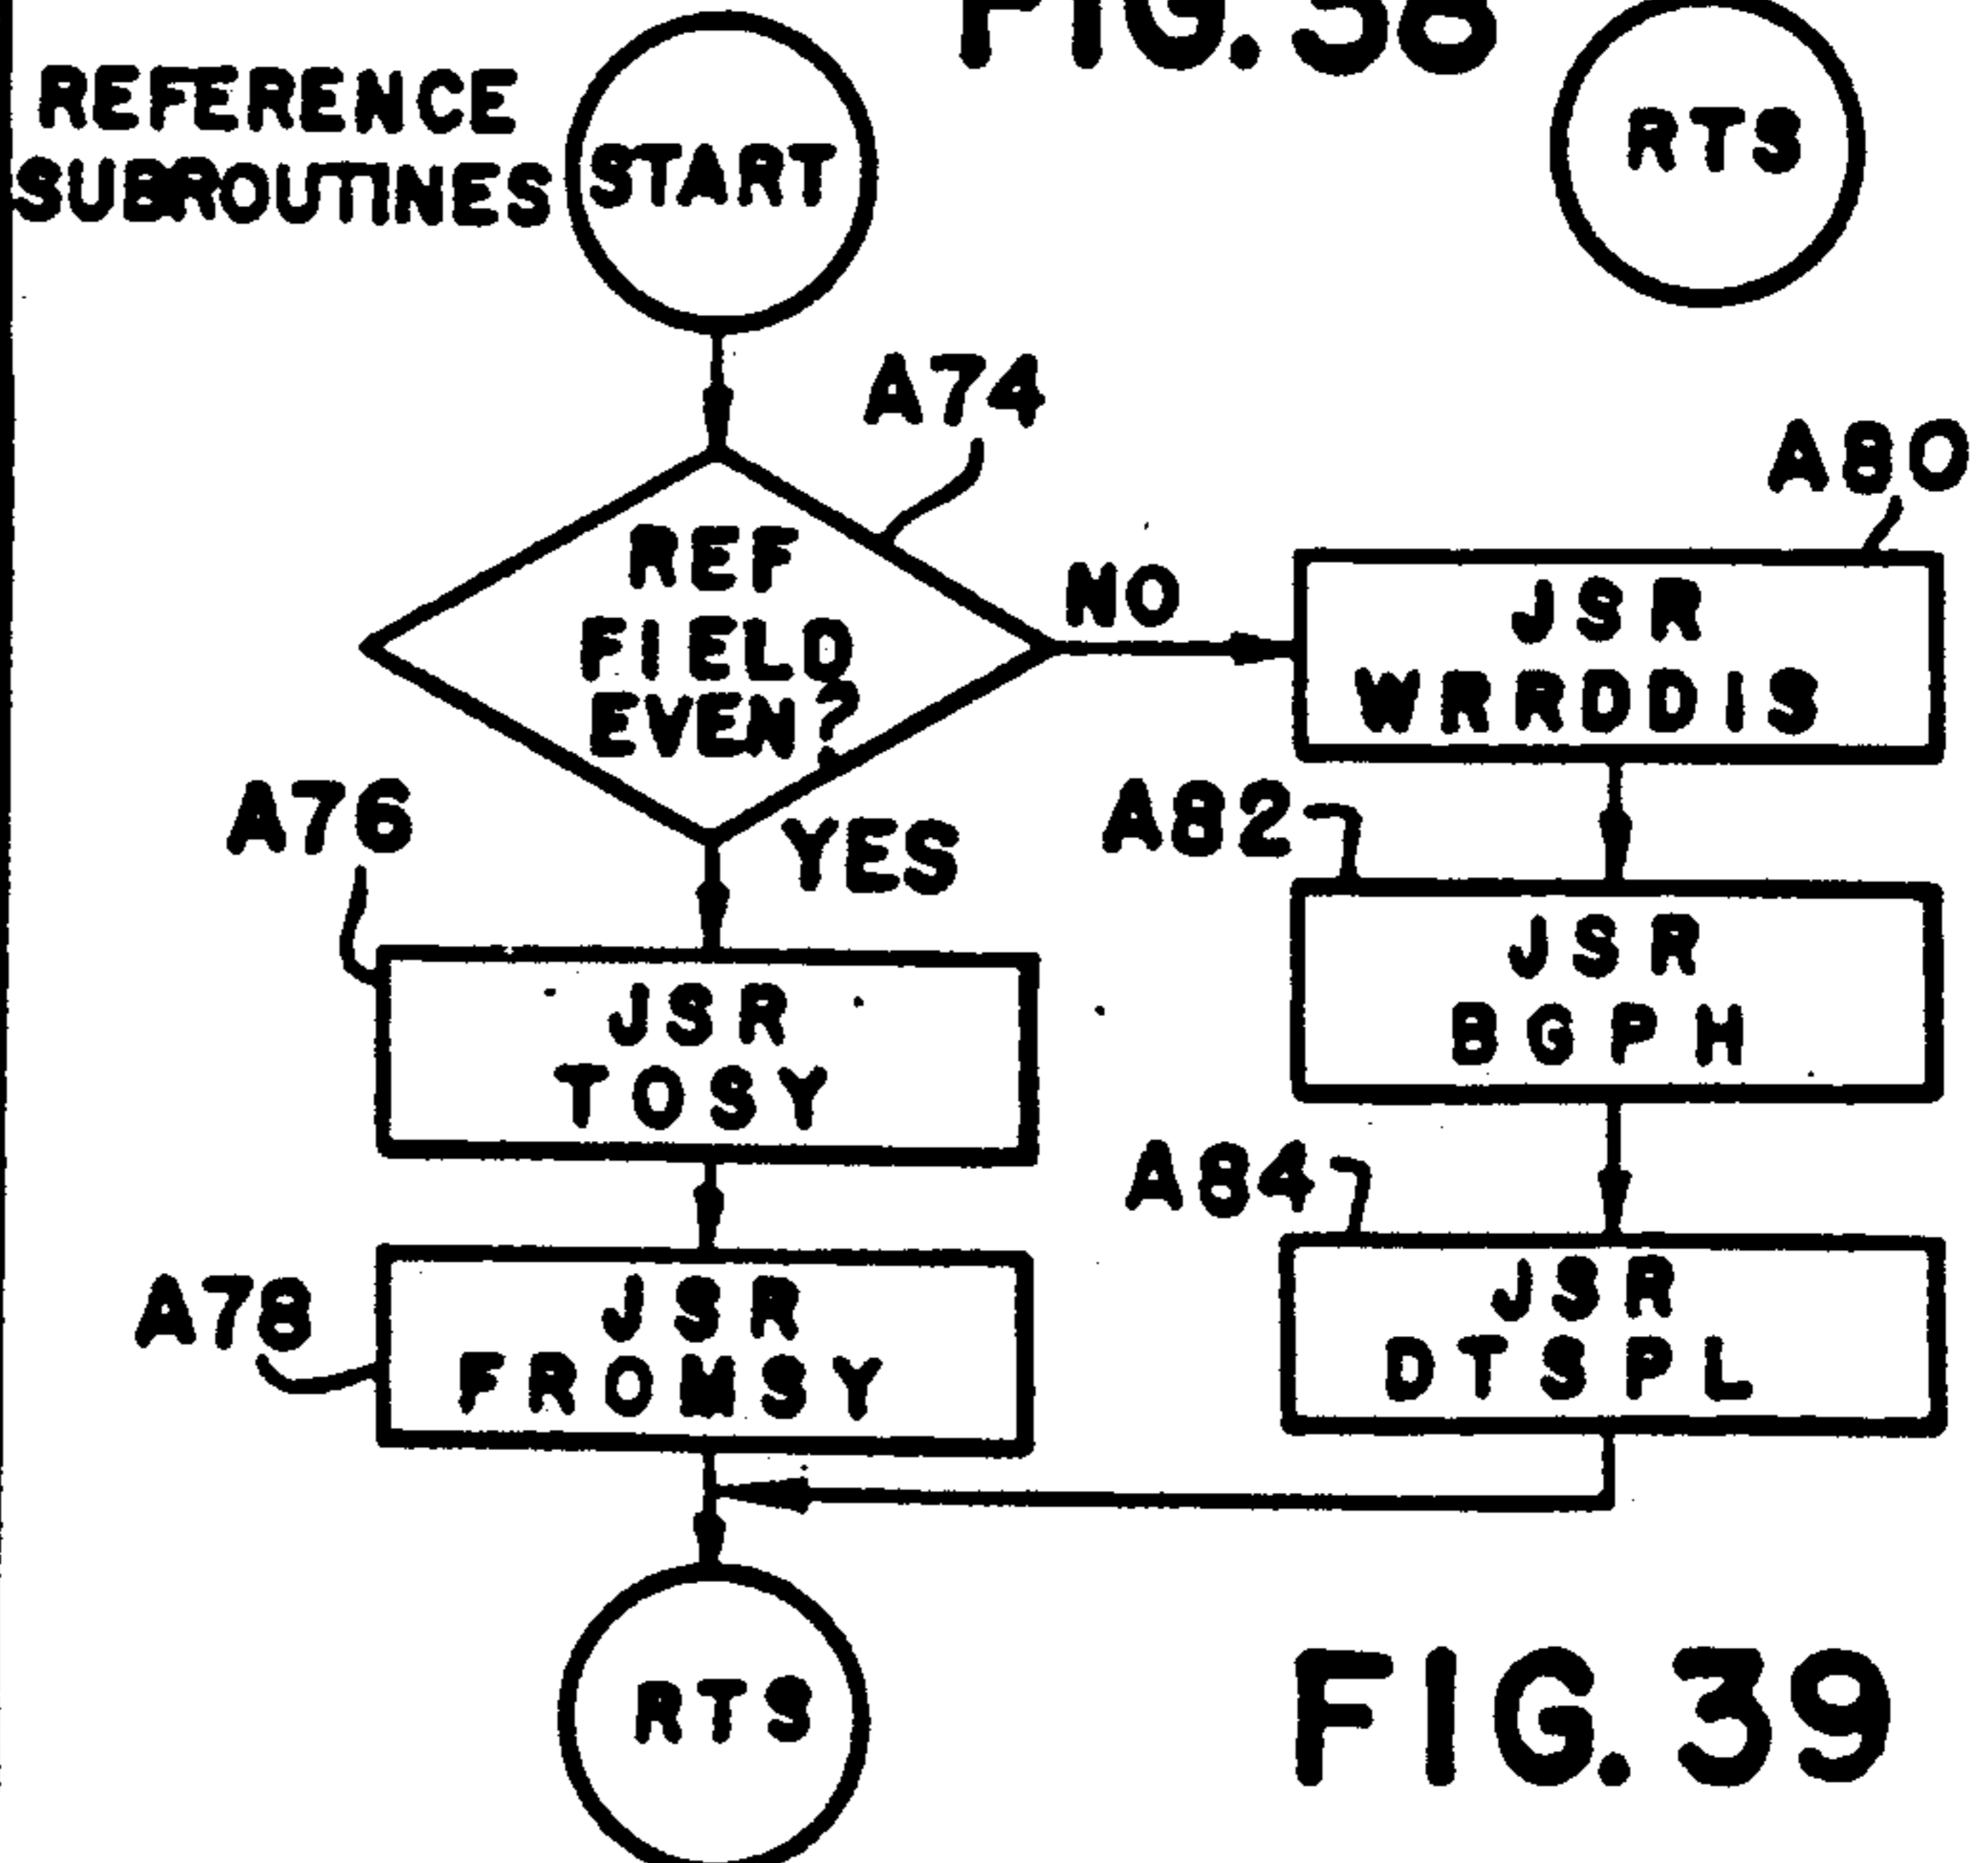 FIG. 38
REFERENCE
SUBROUTINES
START
RTS
A74
REF
FIELD
EVEN?
NO
YES
A80
JSR
WRRDDIS
A76
JSR
TOSY
A82
JSR
BGPH
A78
JSR
FROMSY
A84
JSR
DTSPL
RTS
FIG. 39